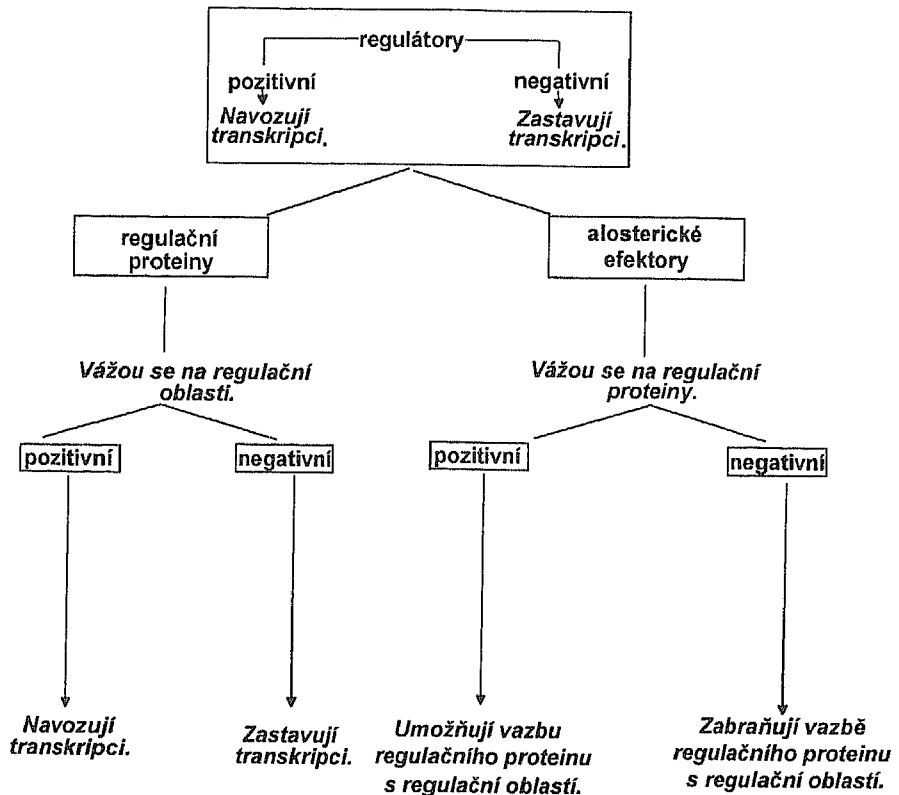 regulátory
pozitivní
negativní
Navozují
transkripci.
Zastavují
transkripci.
regulační
proteiny
alosterické
efektory
Vážou se na regulační
oblasti.
Vážou se na regulační
proteiny.
pozitivní
negativní
pozitivní
negativní
Navozují
transkripci.
Zastavují
transkripci.
Umožňují vazbu
regulačního proteinu
s regulační oblastí.
Zabraňují vazbě
regulačního proteinu
s regulační oblastí.